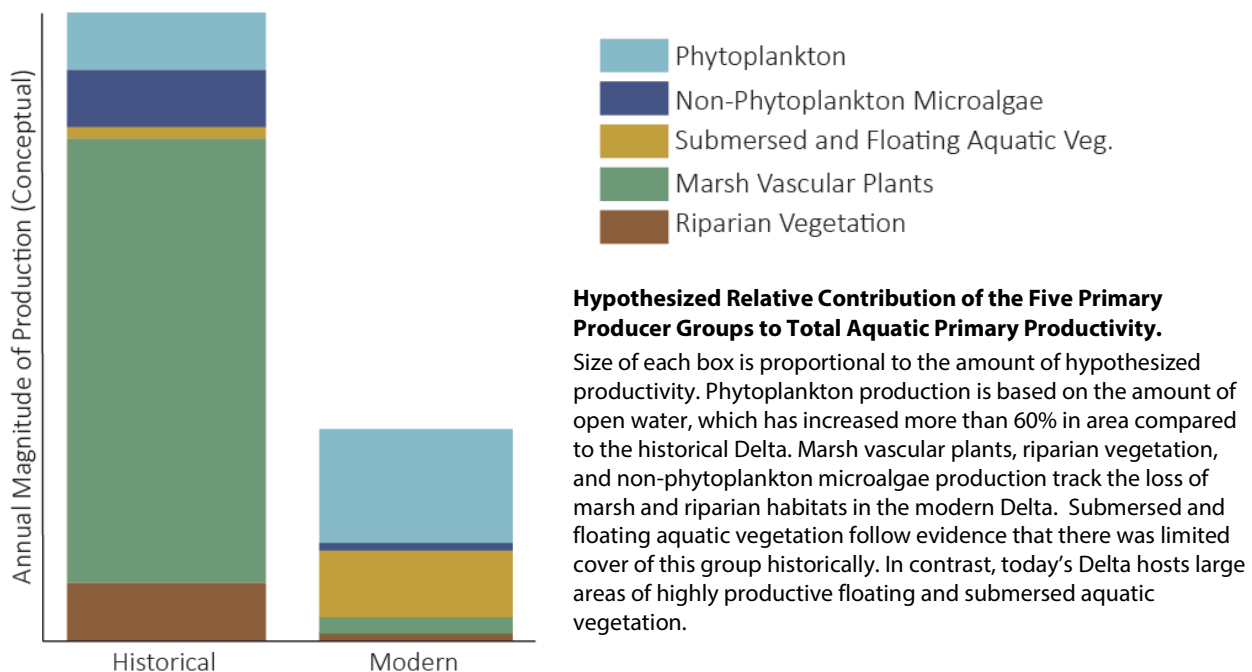 Annual Magnitude of Production (Conceptual)
Historical
Modern
Phytoplankton
Non-Phytoplankton Microalgae
Submersed and Floating Aquatic Veg.
Marsh Vascular Plants
Riparian Vegetation
Hypothesized Relative Contribution of the Five Primary
Producer Groups to Total Aquatic Primary Productivity.
Size of each box is proportional to the amount of hypothesized
productivity. Phytoplankton production is based on the amount of
open water, which has increased more than 60% in area compared
to the historical Delta. Marsh vascular plants, riparian vegetation,
and non-phytoplankton microalgae production track the loss of
marsh and riparian habitats in the modern Delta. Submersed and
floating aquatic vegetation follow evidence that there was limited
cover of this group historically. In contrast, today's Delta hosts large
areas of highly productive floating and submersed aquatic
vegetation.